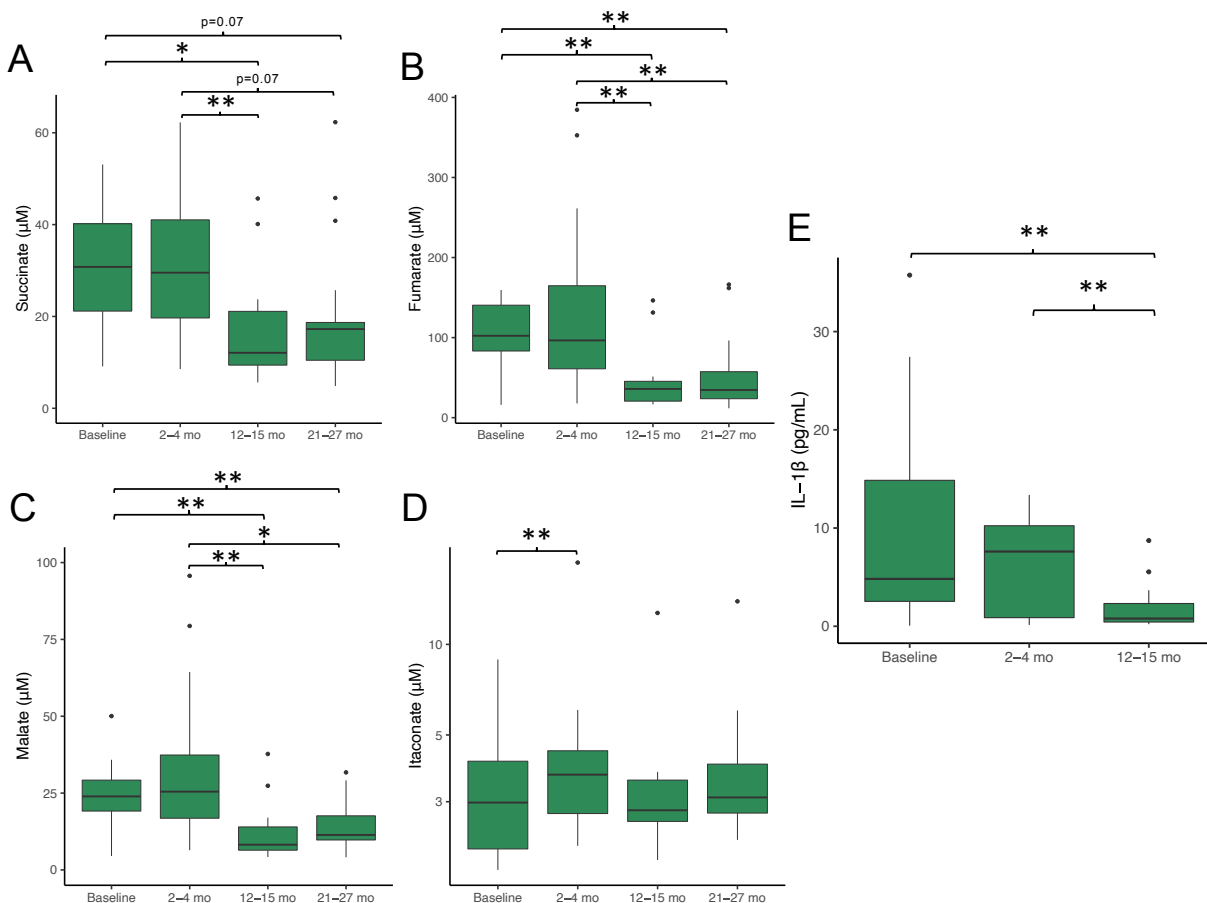 A
p=0.07
*
p=0.07
**
Succinate (µM)
60
40
20
0
Baseline
2–4 mo
12–15 mo
21–27 mo
B
**
**
**
**
Fumarate (µM)
400
300
200
100
0
Baseline
2–4 mo
12–15 mo
21–27 mo
C
**
**
*
**
Malate (µM)
100
75
50
25
0
Baseline
2–4 mo
12–15 mo
21–27 mo
D
**
Itaconate (µM)
10
5
3
Baseline
2–4 mo
12–15 mo
21–27 mo
E
**
**
IL–1β (pg/mL)
30
20
10
0
Baseline
2–4 mo
12–15 mo